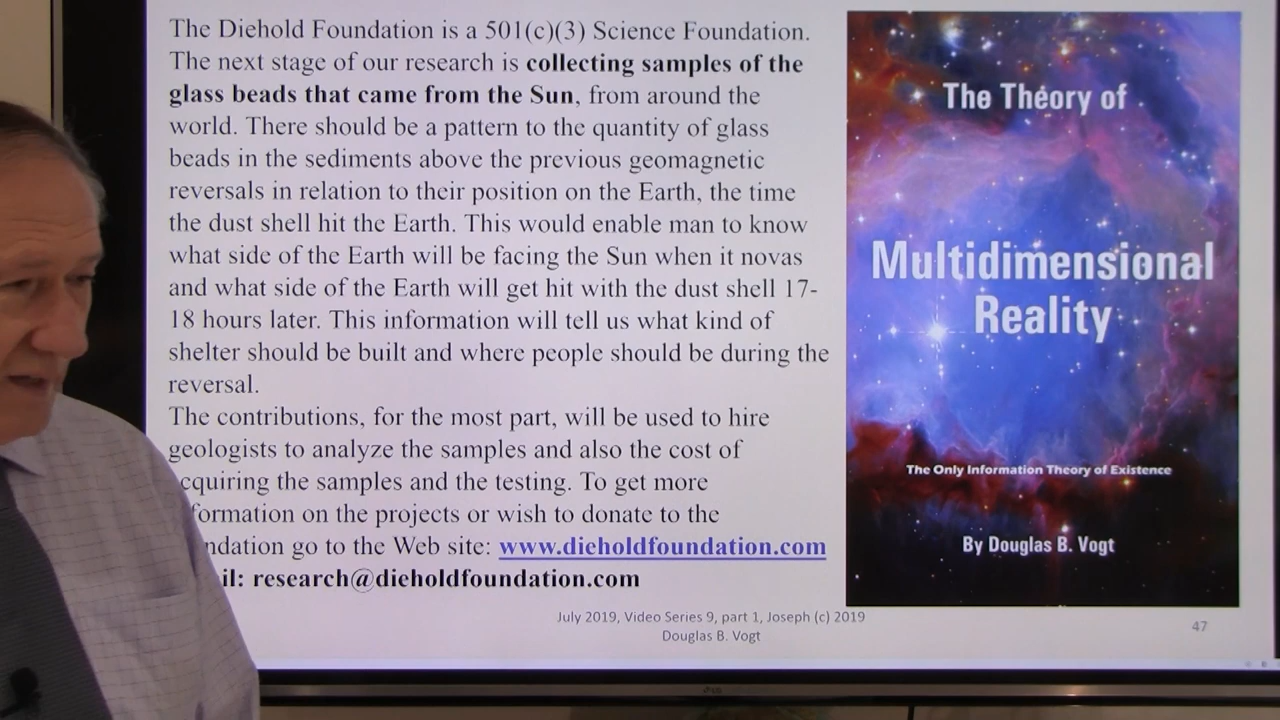 The Diehold Foundation is a 501(c)(3) Science Foundation.
The next stage of our research is collecting samples of the
glass beads that came from the Sun, from around the
world. There should be a pattern to the quantity of glass
beads in the sediments above the previous geomagnetic
reversals in relation to their position on the Earth, the time
the dust shell hit the Earth. This would enable man to know
what side of the Earth will be facing the Sun when it novas
and what side of the Earth will get hit with the dust shell 17-
18 hours later. This information will tell us what kind of
shelter should be built and where people should be during the
reversal.
The contributions, for the most part, will be used to hire
geologists to analyze the samples and also the cost of
cquiring the samples and the testing. To get more
formation on the projects or wish to donate to the
ndation go to the Web site: www.dieholdfoundation.com
il: research@dieholdfoundation.com
The Theory of
Multidimensional
Reality
The Only Information Theory of Existence
By Douglas B. Vogt
July 2019, Video Series 9, part 1, Joseph (c) 2019
Douglas B. Vogt
47
LG